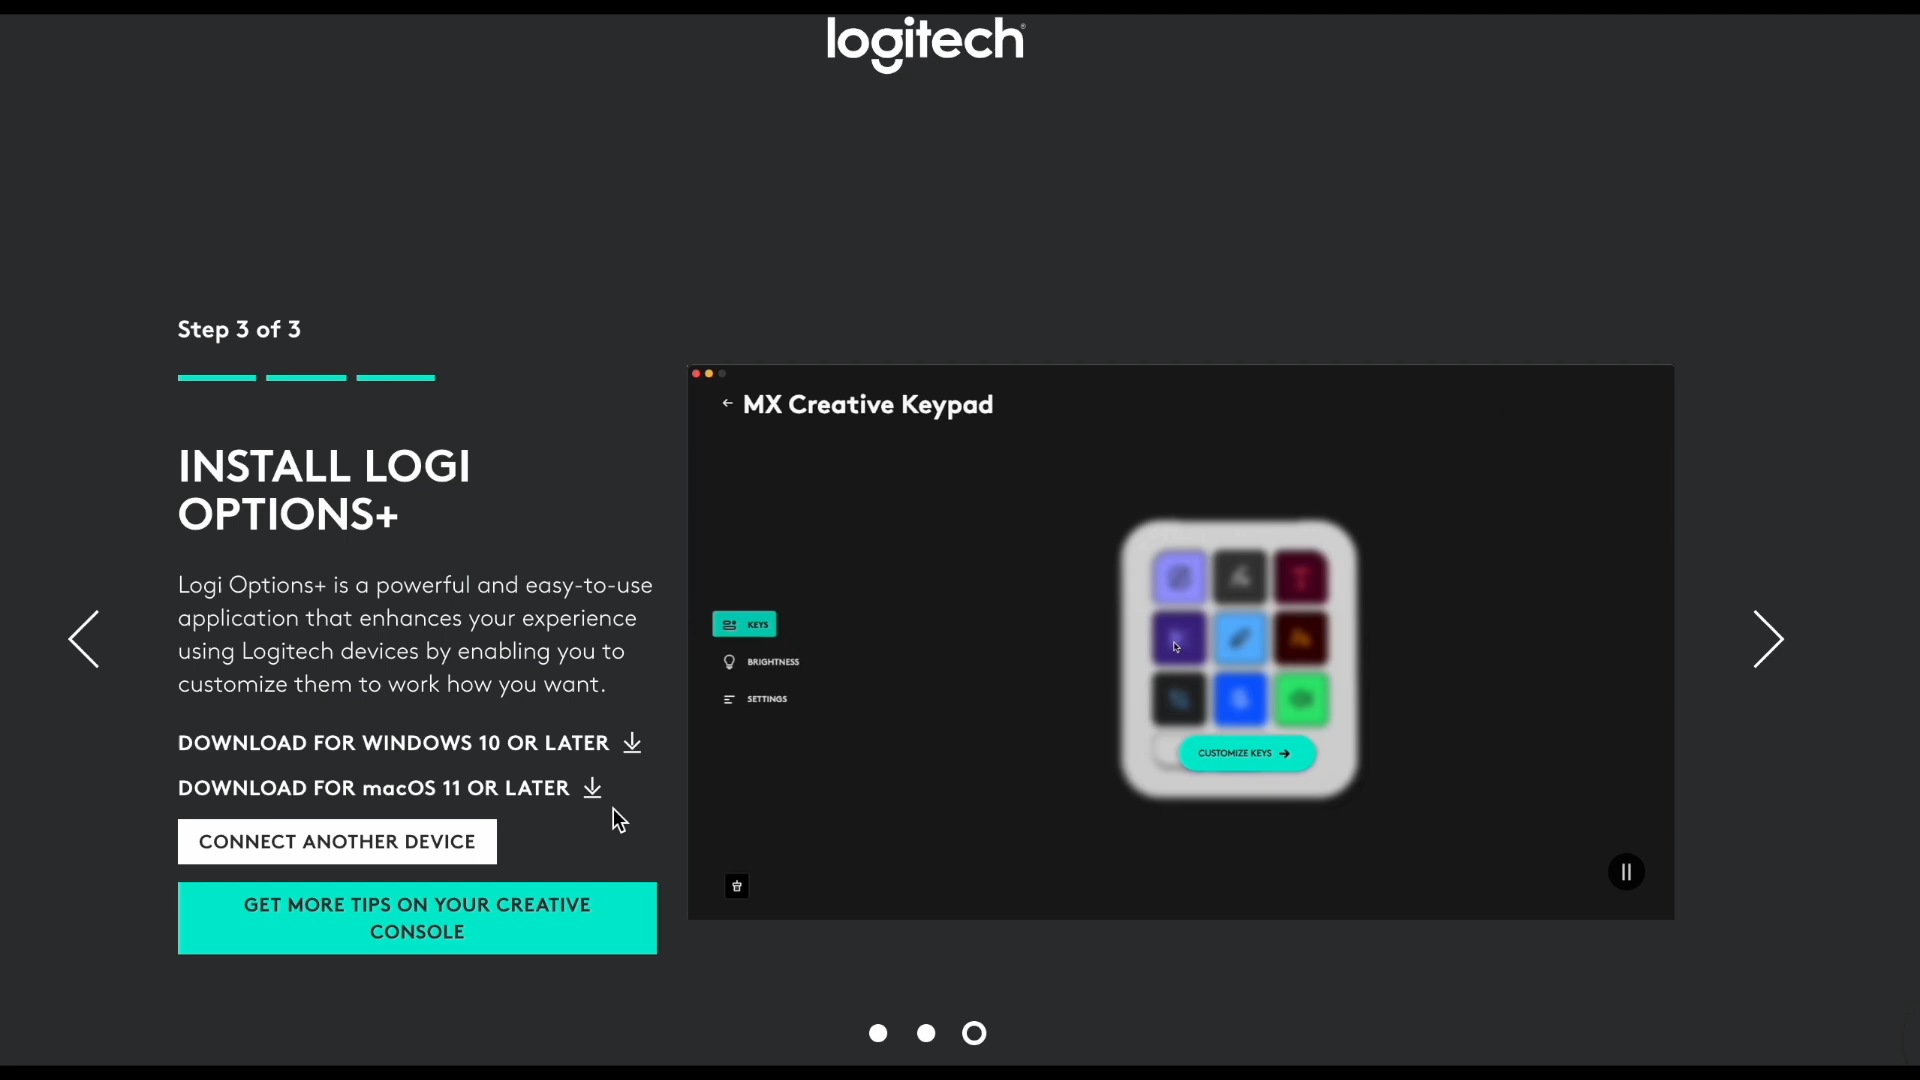 logitech
Step 3 of 3
INSTALL LOGI
OPTIONS+
Logi Options+ is a powerful and easy-to-use
application that enhances your experience
using Logitech devices by enabling you to
customize them to work how you want.
DOWNLOAD FOR WINDOWS 10 OR LATER
DOWNLOAD FOR macOS 11 OR LATER
CONNECT ANOTHER DEVICE
GET MORE TIPS ON YOUR CREATIVE
CONSOLE
MX Creative Keypad
KEYS
BRIGHTNESS
SETTINGS
CUSTOMIZE KEYS